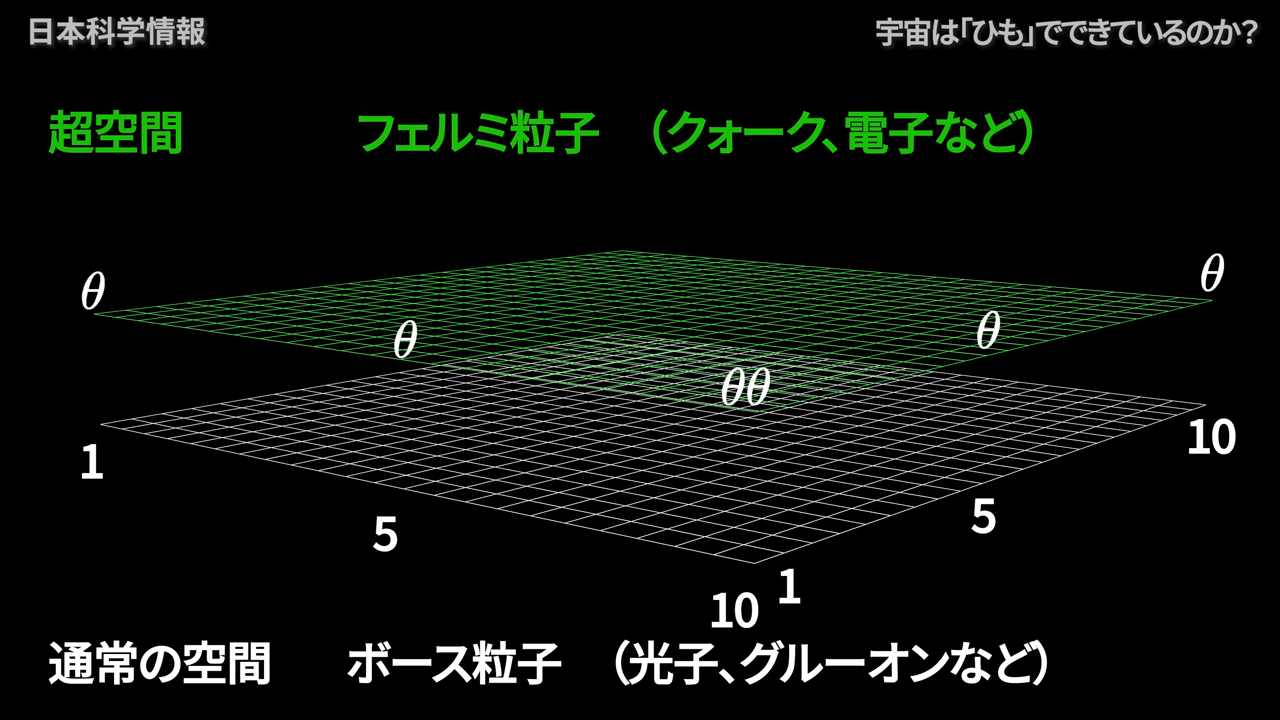 日本科学情報
宇宙は「ひも」でできているのか?
超空間 フェルミ粒子 (クォーク、電子など)
θ θ
θ θ
θθ
1 10
5 5
10 1
通常の空間 ボース粒子 (光子、グルーオンなど)